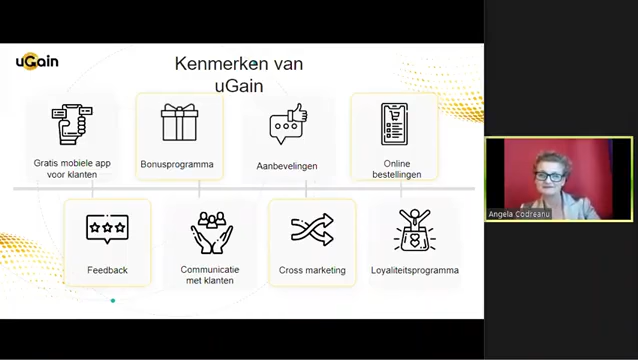 uGain
Kenmerken van
uGain
Gratis mobiele app
voor klanten
Bonusprogramma
Aanbevelingen
Online
bestellingen
Feedback
Communicatie
met klanten
Cross marketing
Loyaliteitsprogramma
Angela Codreanu